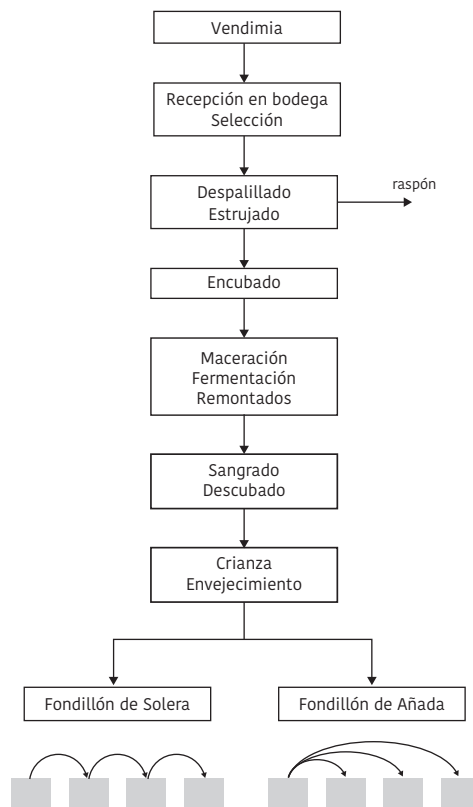 Vendimia
Recepción en bodega
Selección
Despalillado
Estrujado
raspón
Encubado
Maceración
Fermentación
Remontados
Sangrado
Descubado
Crianza
Envejecimiento
Fondillón de Solera
Fondillón de Añada